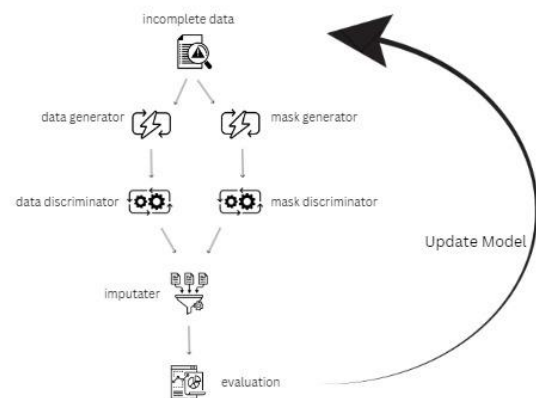 incomplete data
data generator
mask generator
data discriminator
mask discriminator
Update Model
imputater
evaluation